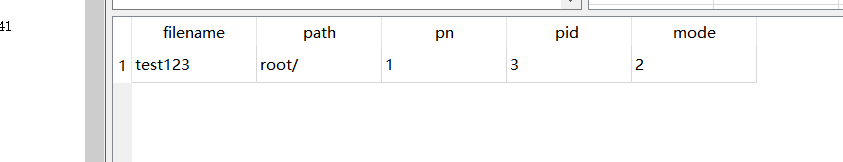 41
filename path pn pid mode
1 test123 root/ 1 3 2